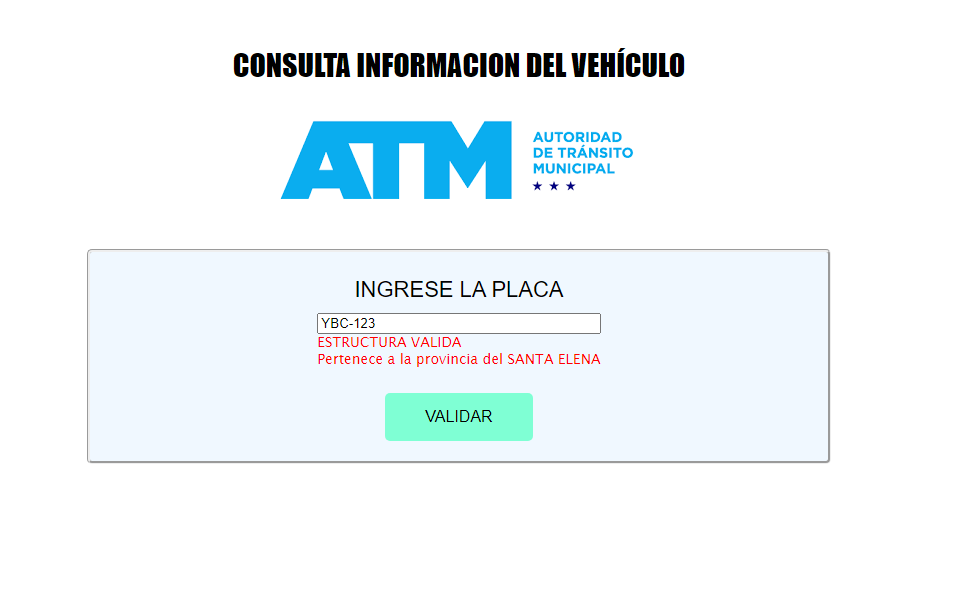 CONSULTA INFORMACION DEL VEHÍCULO
ATM
AUTORIDAD
DE TRÁNSITO
MUNICIPAL
INGRESE LA PLACA
YBC-123
ESTRUCTURA VALIDA
Pertenece a la provincia del SANTA ELENA
VALIDAR